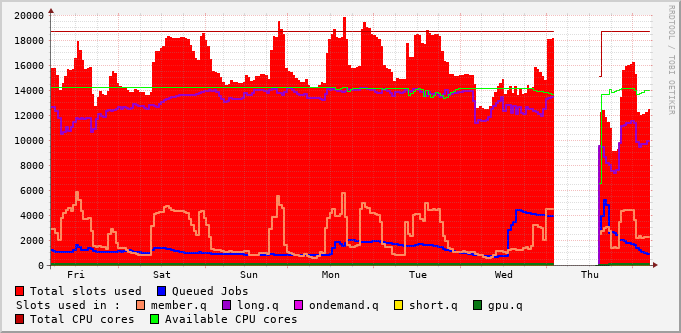 RRDTOOL / TOBI OETIKER
20000
18000
16000
14000
12000
10000
8000
6000
4000
2000
0
Fri Sat Sun Mon Tue Wed Thu
Total slots used Queued Jobs
Slots used in : member.q long.q ondemand.q short.q gpu.q
Total CPU cores Available CPU cores